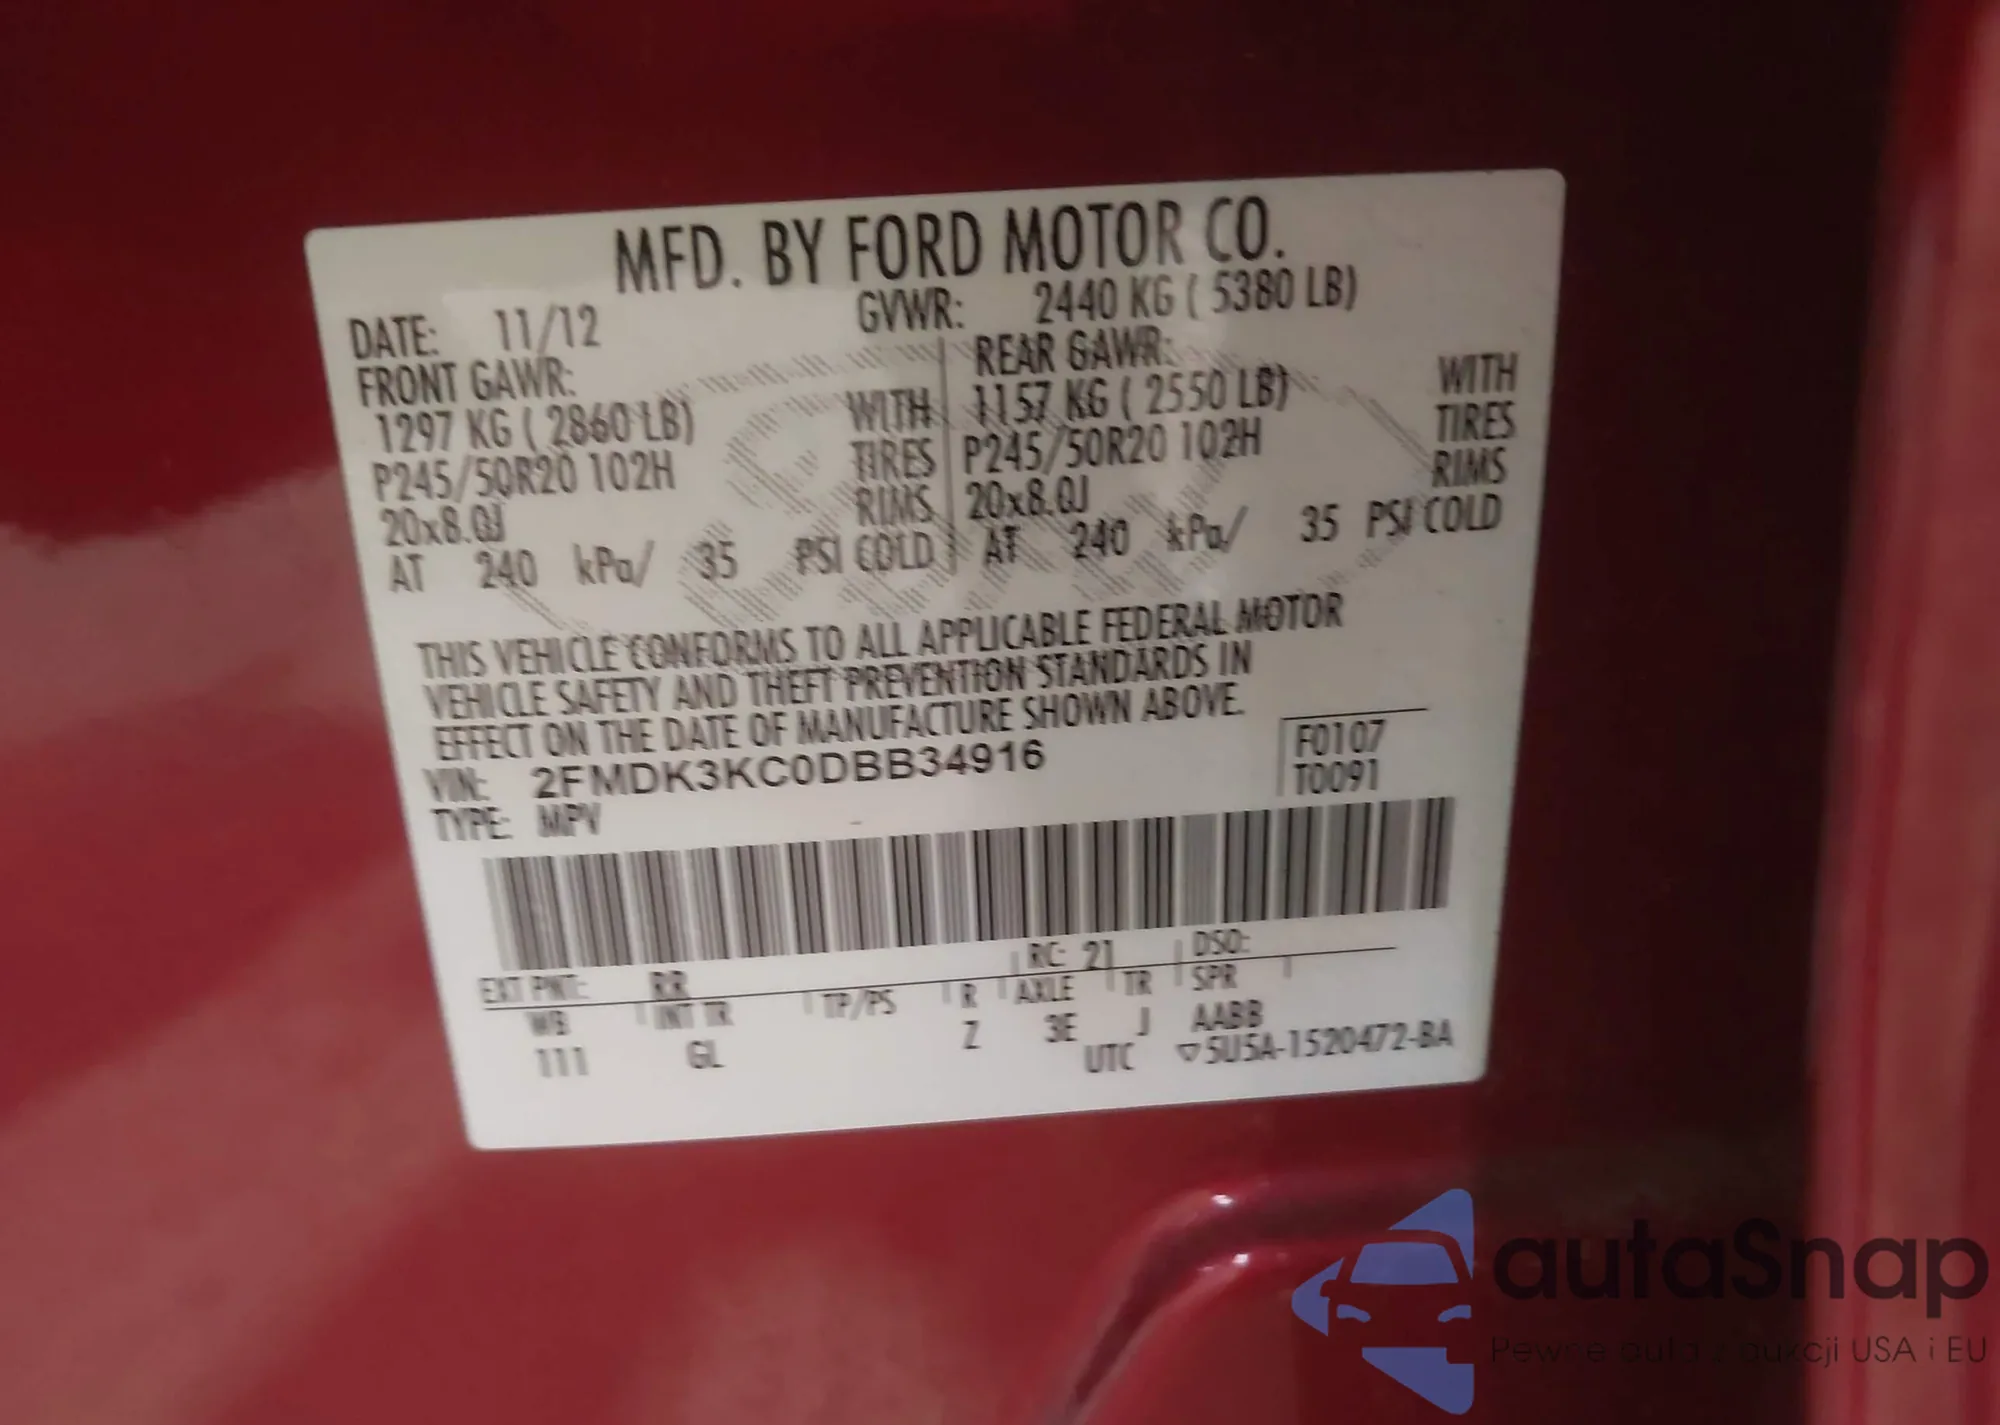 MFD. BY FORD MOTOR CO.
DATE: 11/12 GVWR: 2440 KG ( 5380 LB)
FRONT GAWR: REAR GAWR:
1297 KG ( 2860 LB) WITH 1157 KG ( 2550 LB) WITH
P245/50R20 102H TIRES P245/50R20 102H TIRES
20x8.0J RIMS 20x8.0J RIMS
AT 240 kPa/ 35 PSI COLD AT 240 kPa/ 35 PSI COLD
THIS VEHICLE CONFORMS TO ALL APPLICABLE FEDERAL MOTOR
VEHICLE SAFETY AND THEFT PREVENTION STANDARDS IN
EFFECT ON THE DATE OF MANUFACTURE SHOWN ABOVE.
VIN: 2FMDK3KC0DBB34916 F0107
TYPE: MPV T0091
EXT PNT: RR RC: 21 DSO:
WB INT TR TP/PS R AXLE TR SPR
111 GL Z 3E J AABB
UTC ▽5U5A-1520472-BA
autaSnap
Pewne auta z aukcji USA i EU